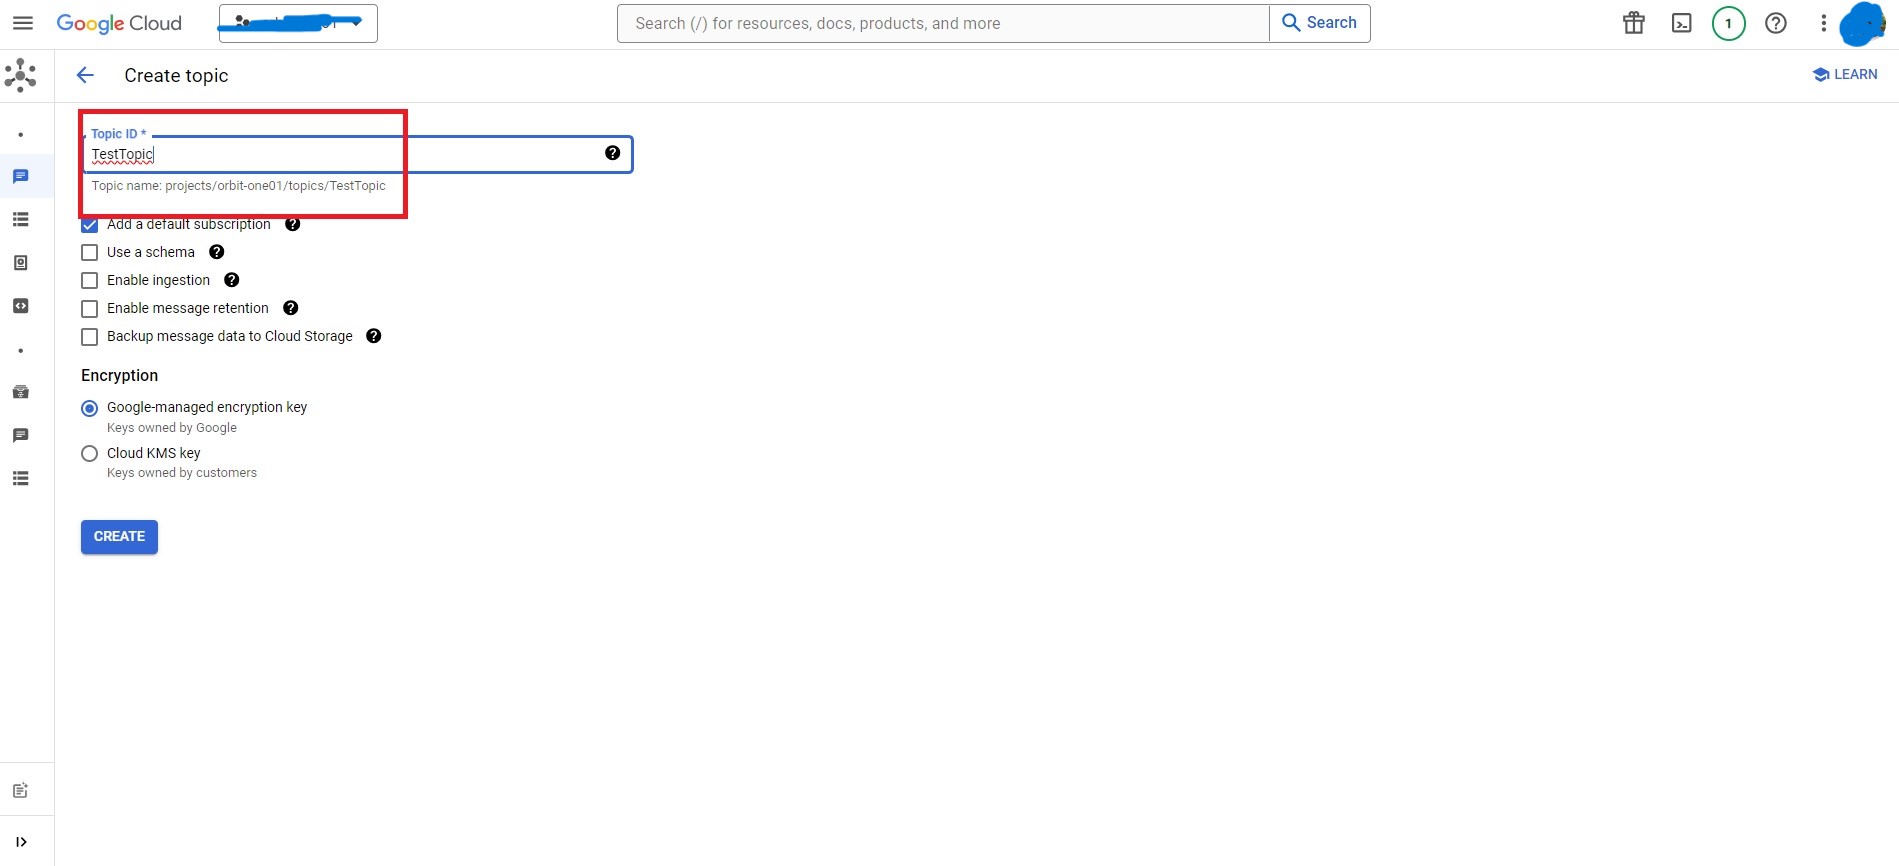 Google Cloud
Search (/) for resources, docs, products, and more
Search
1
Create topic
LEARN
Topic ID *
TestTopic
Topic name: projects/orbit-one01/topics/TestTopic
Add a default subscription
Use a schema
Enable ingestion
Enable message retention
Backup message data to Cloud Storage
Encryption
Google-managed encryption key
Keys owned by Google
Cloud KMS key
Keys owned by customers
CREATE